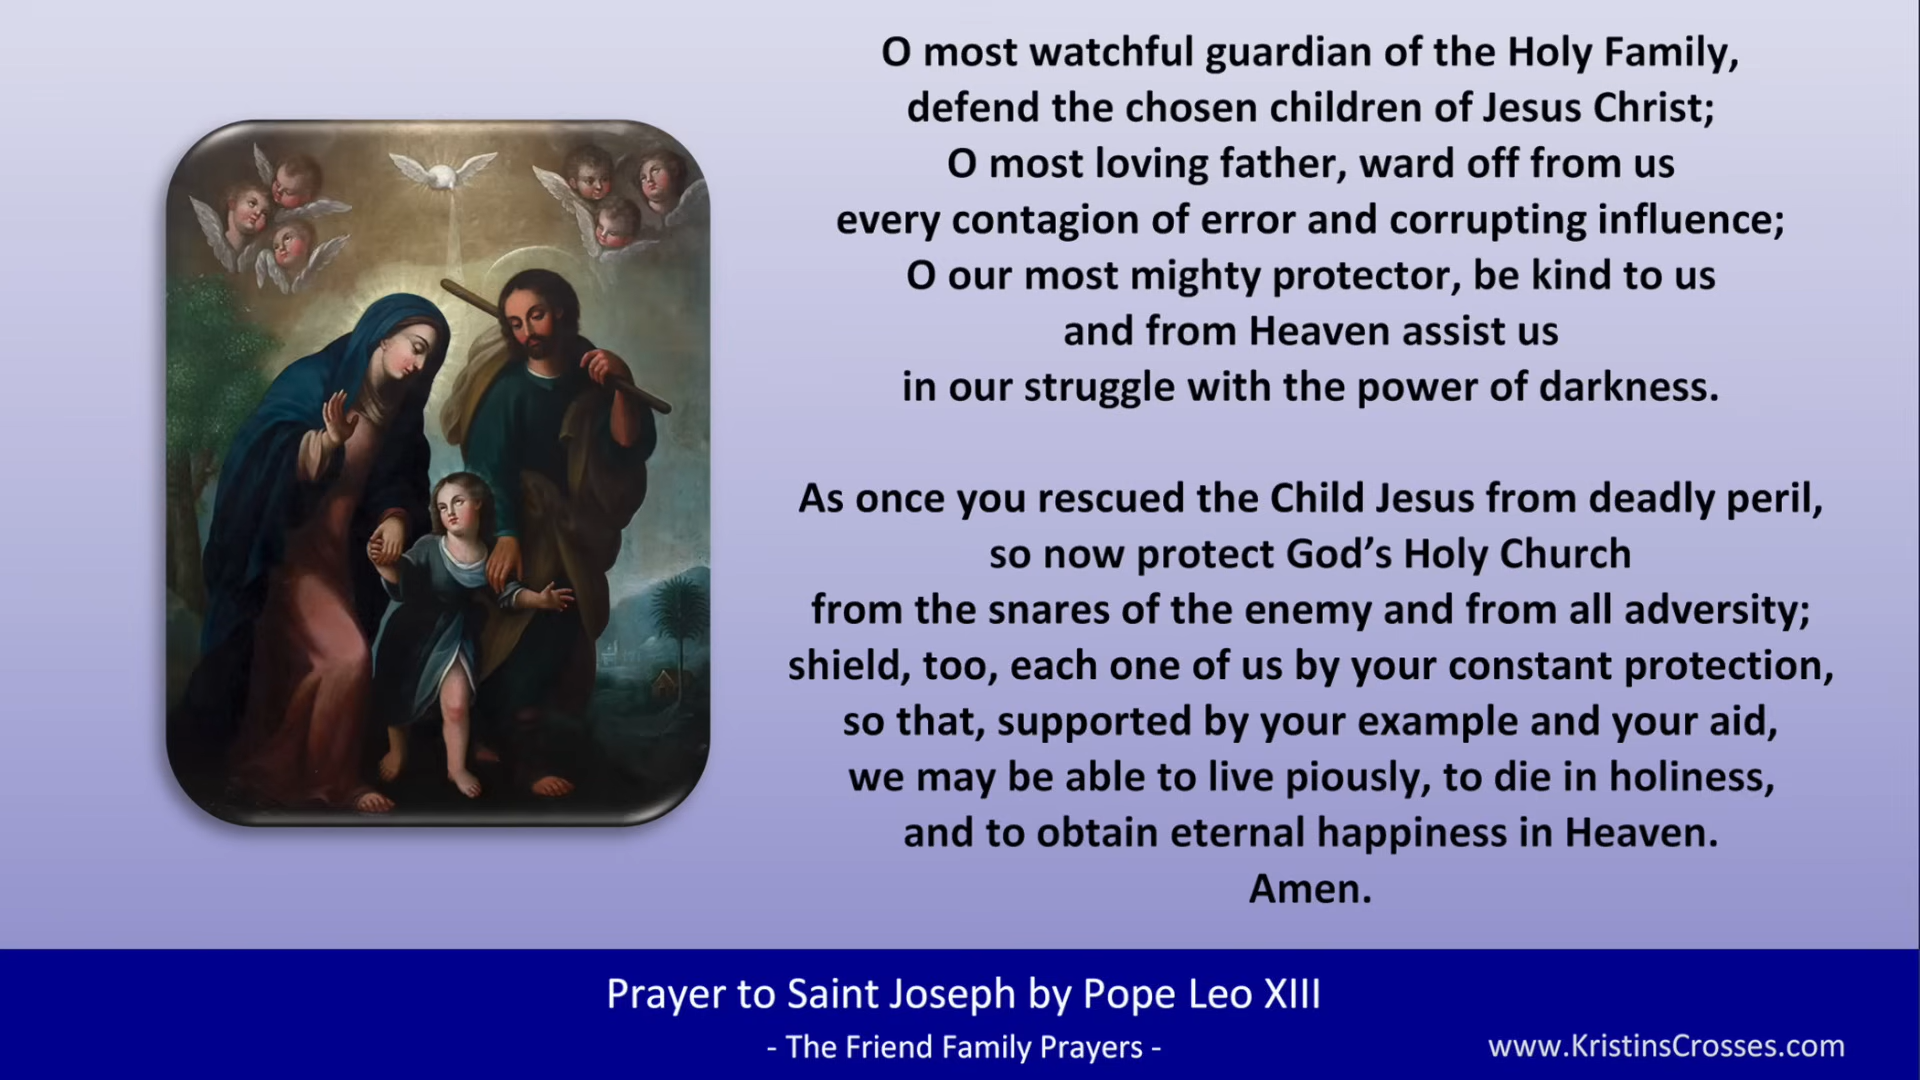 O most watchful guardian of the Holy Family,
defend the chosen children of Jesus Christ;
O most loving father, ward off from us
every contagion of error and corrupting influence;
O our most mighty protector, be kind to us
and from Heaven assist us
in our struggle with the power of darkness.
As once you rescued the Child Jesus from deadly peril,
so now protect God’s Holy Church
from the snares of the enemy and from all adversity;
shield, too, each one of us by your constant protection,
so that, supported by your example and your aid,
we may be able to live piously, to die in holiness,
and to obtain eternal happiness in Heaven.
Amen.
Prayer to Saint Joseph by Pope Leo XIII
- The Friend Family Prayers -
www.KristinsCrosses.com